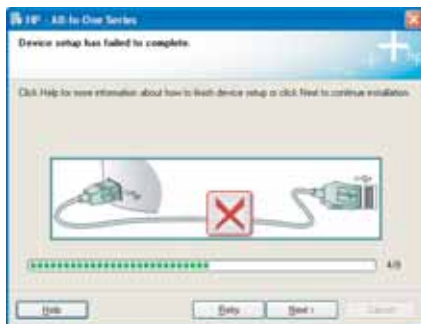 HP - All-in-One Series
Device setup has failed to complete.
Click Help for more information about how to finish device setup or click Next to continue installation.
4/8
Help
Retry
Next >
Cancel